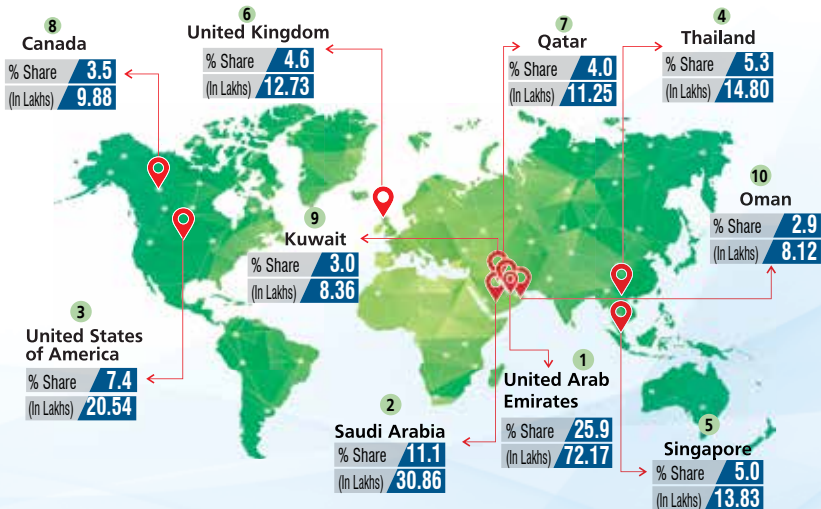 8
Canada
% Share 3.5
(In Lakhs) 9.88
6
United Kingdom
% Share 4.6
(In Lakhs) 12.73
7
Qatar
% Share 4.0
(In Lakhs) 11.25
4
Thailand
% Share 5.3
(In Lakhs) 14.80
10
Oman
% Share 2.9
(In Lakhs) 8.12
9
Kuwait
% Share 3.0
(In Lakhs) 8.36
3
United States
of America
% Share 7.4
(In Lakhs) 20.54
2
Saudi Arabia
% Share 11.1
(In Lakhs) 30.86
1
United Arab
Emirates
% Share 25.9
(In Lakhs) 72.17
5
Singapore
% Share 5.0
(In Lakhs) 13.83